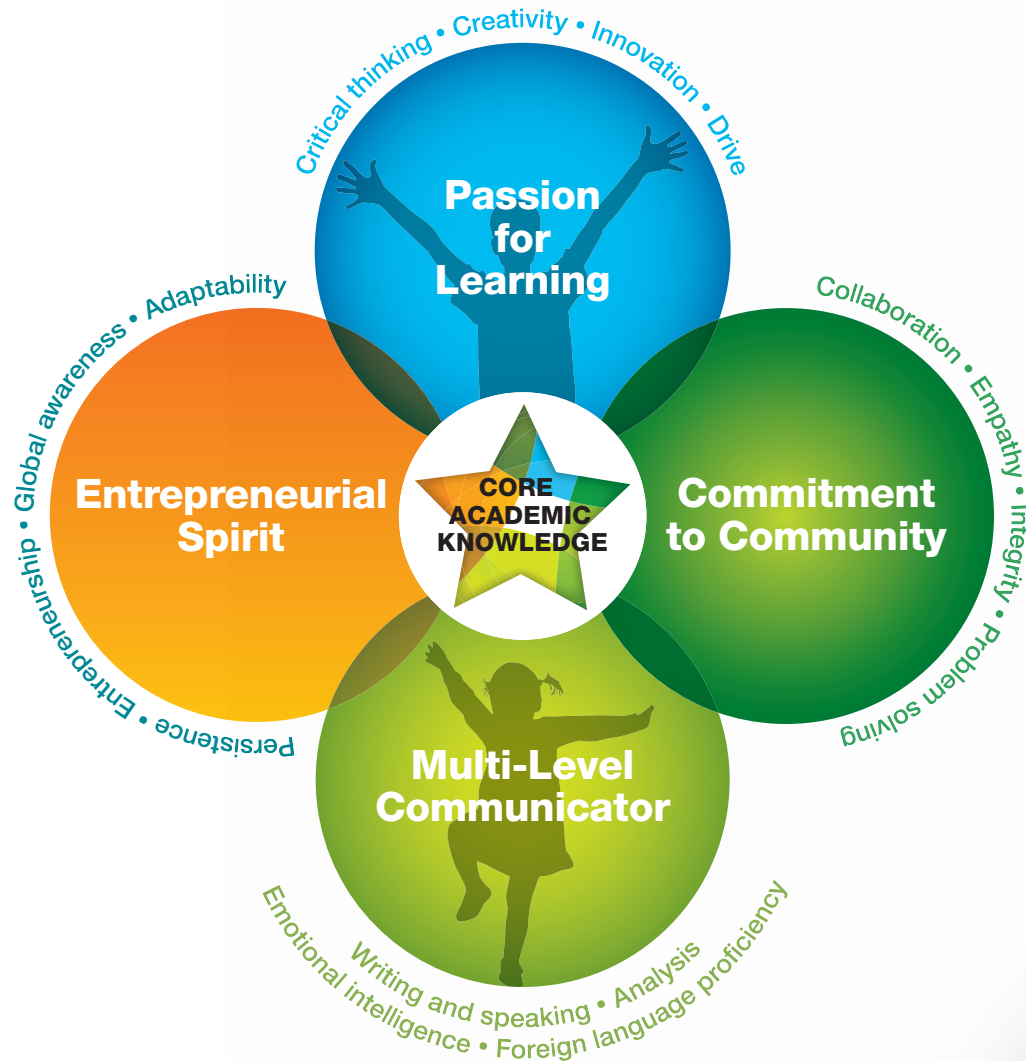 Critical thinking • Creativity • Innovation • Drive
Passion
for
Learning
Persistence • Entrepreneurship • Global awareness • Adaptability
Entrepreneurial
Spirit
CORE
ACADEMIC
KNOWLEDGE
Commitment
to Community
Collaboration • Empathy • Integrity • Problem solving
Multi-Level
Communicator
Writing and speaking • Analysis
Emotional intelligence • Foreign language proficiency